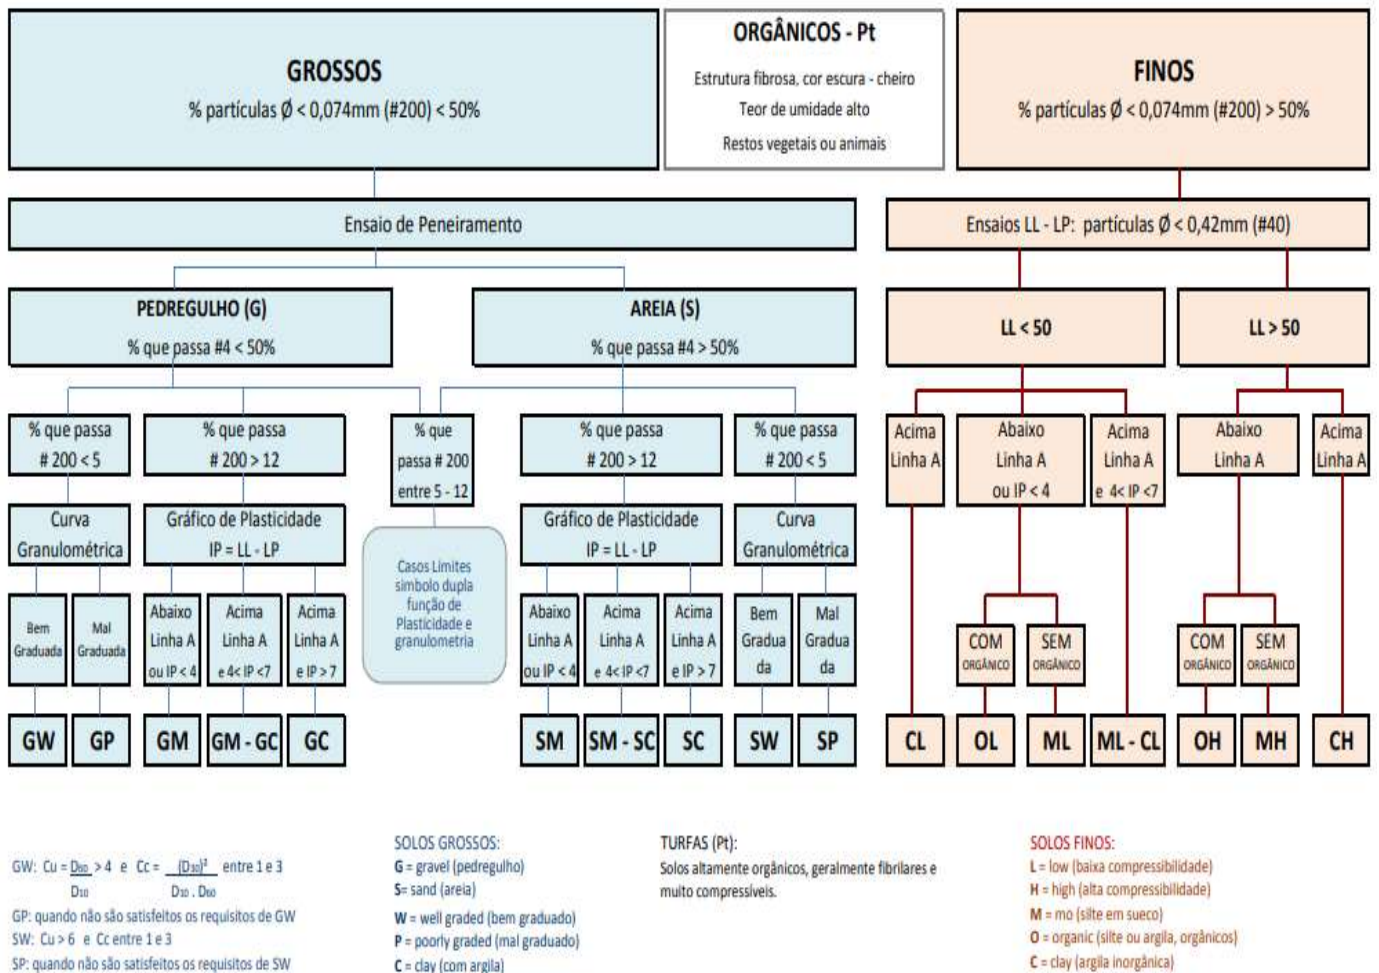 GROSSOS
% partículas Ø < 0,074mm (#200) < 50%
ORGÂNICOS - Pt
Estrutura fibrosa, cor escura - cheiro
Teor de umidade alto
Restos vegetais ou animais
FINOS
% partículas Ø < 0,074mm (#200) > 50%
Ensaio de Peneiramento
Ensaios LL - LP: partículas Ø < 0,42mm (#40)
PEDREGULHO (G)
% que passa #4 < 50%
AREIA (S)
% que passa #4 > 50%
LL < 50
LL > 50
% que passa
# 200 < 5
% que passa
# 200 > 12
% que
passa # 200
entre 5 - 12
% que passa
# 200 > 12
% que passa
# 200 < 5
Acima
Linha A
Abaixo
Linha A
ou IP < 4
Acima
Linha A
e 4< IP <7
Abaixo
Linha A
Acima
Linha A
Curva
Granulométrica
Gráfico de Plasticidade
IP = LL - LP
Casos Limites
simbolo dupla
função de
Plasticidade e
granulometria
Gráfico de Plasticidade
IP = LL - LP
Curva
Granulométrica
Bem
Graduada
Mal
Graduada
Abaixo
Linha A
ou IP < 4
Acima
Linha A
e 4< IP <7
Acima
Linha A
e IP > 7
Abaixo
Linha A
ou IP < 4
Acima
Linha A
e 4< IP <7
Acima
Linha A
e IP > 7
Bem
Gradua
da
Mal
Gradua
da
COM
ORGÂNICO
SEM
ORGÂNICO
COM
ORGÂNICO
SEM
ORGÂNICO
GW
GP
GM
GM - GC
GC
SM
SM - SC
SC
SW
SP
CL
OL
ML
ML - CL
OH
MH
CH
GW: Cu = D60 > 4 e Cc = (D30)² entre 1 e 3
D10 D10 . D60
GP: quando não são satisfeitos os requisitos de GW
SW: Cu > 6 e Cc entre 1 e 3
SP: quando não são satisfeitos os requisitos de SW
SOLOS GROSSOS:
G = gravel (pedregulho)
S= sand (areia)
W = well graded (bem graduado)
P = poorly graded (mal graduado)
C = clay (com argila)
TURFAS (Pt):
Solos altamente orgânicos, geralmente fibrilares e
muito compressíveis.
SOLOS FINOS:
L = low (baixa compressibilidade)
H = high (alta compressibilidade)
M = mo (silte em sueco)
O = organic (silte ou argila, orgânicos)
C = clay (argila inorgânica)